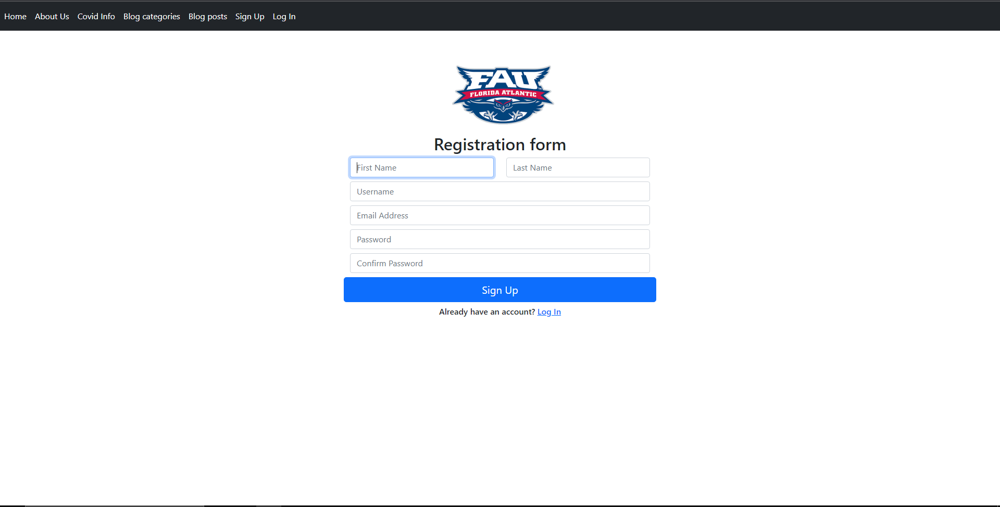 Home About Us Covid Info Blog categories Blog posts Sign Up Log In
FAU
FLORIDA ATLANTIC
Registration form
First Name Last Name
Username
Email Address
Password
Confirm Password
Sign Up
Already have an account? Log In